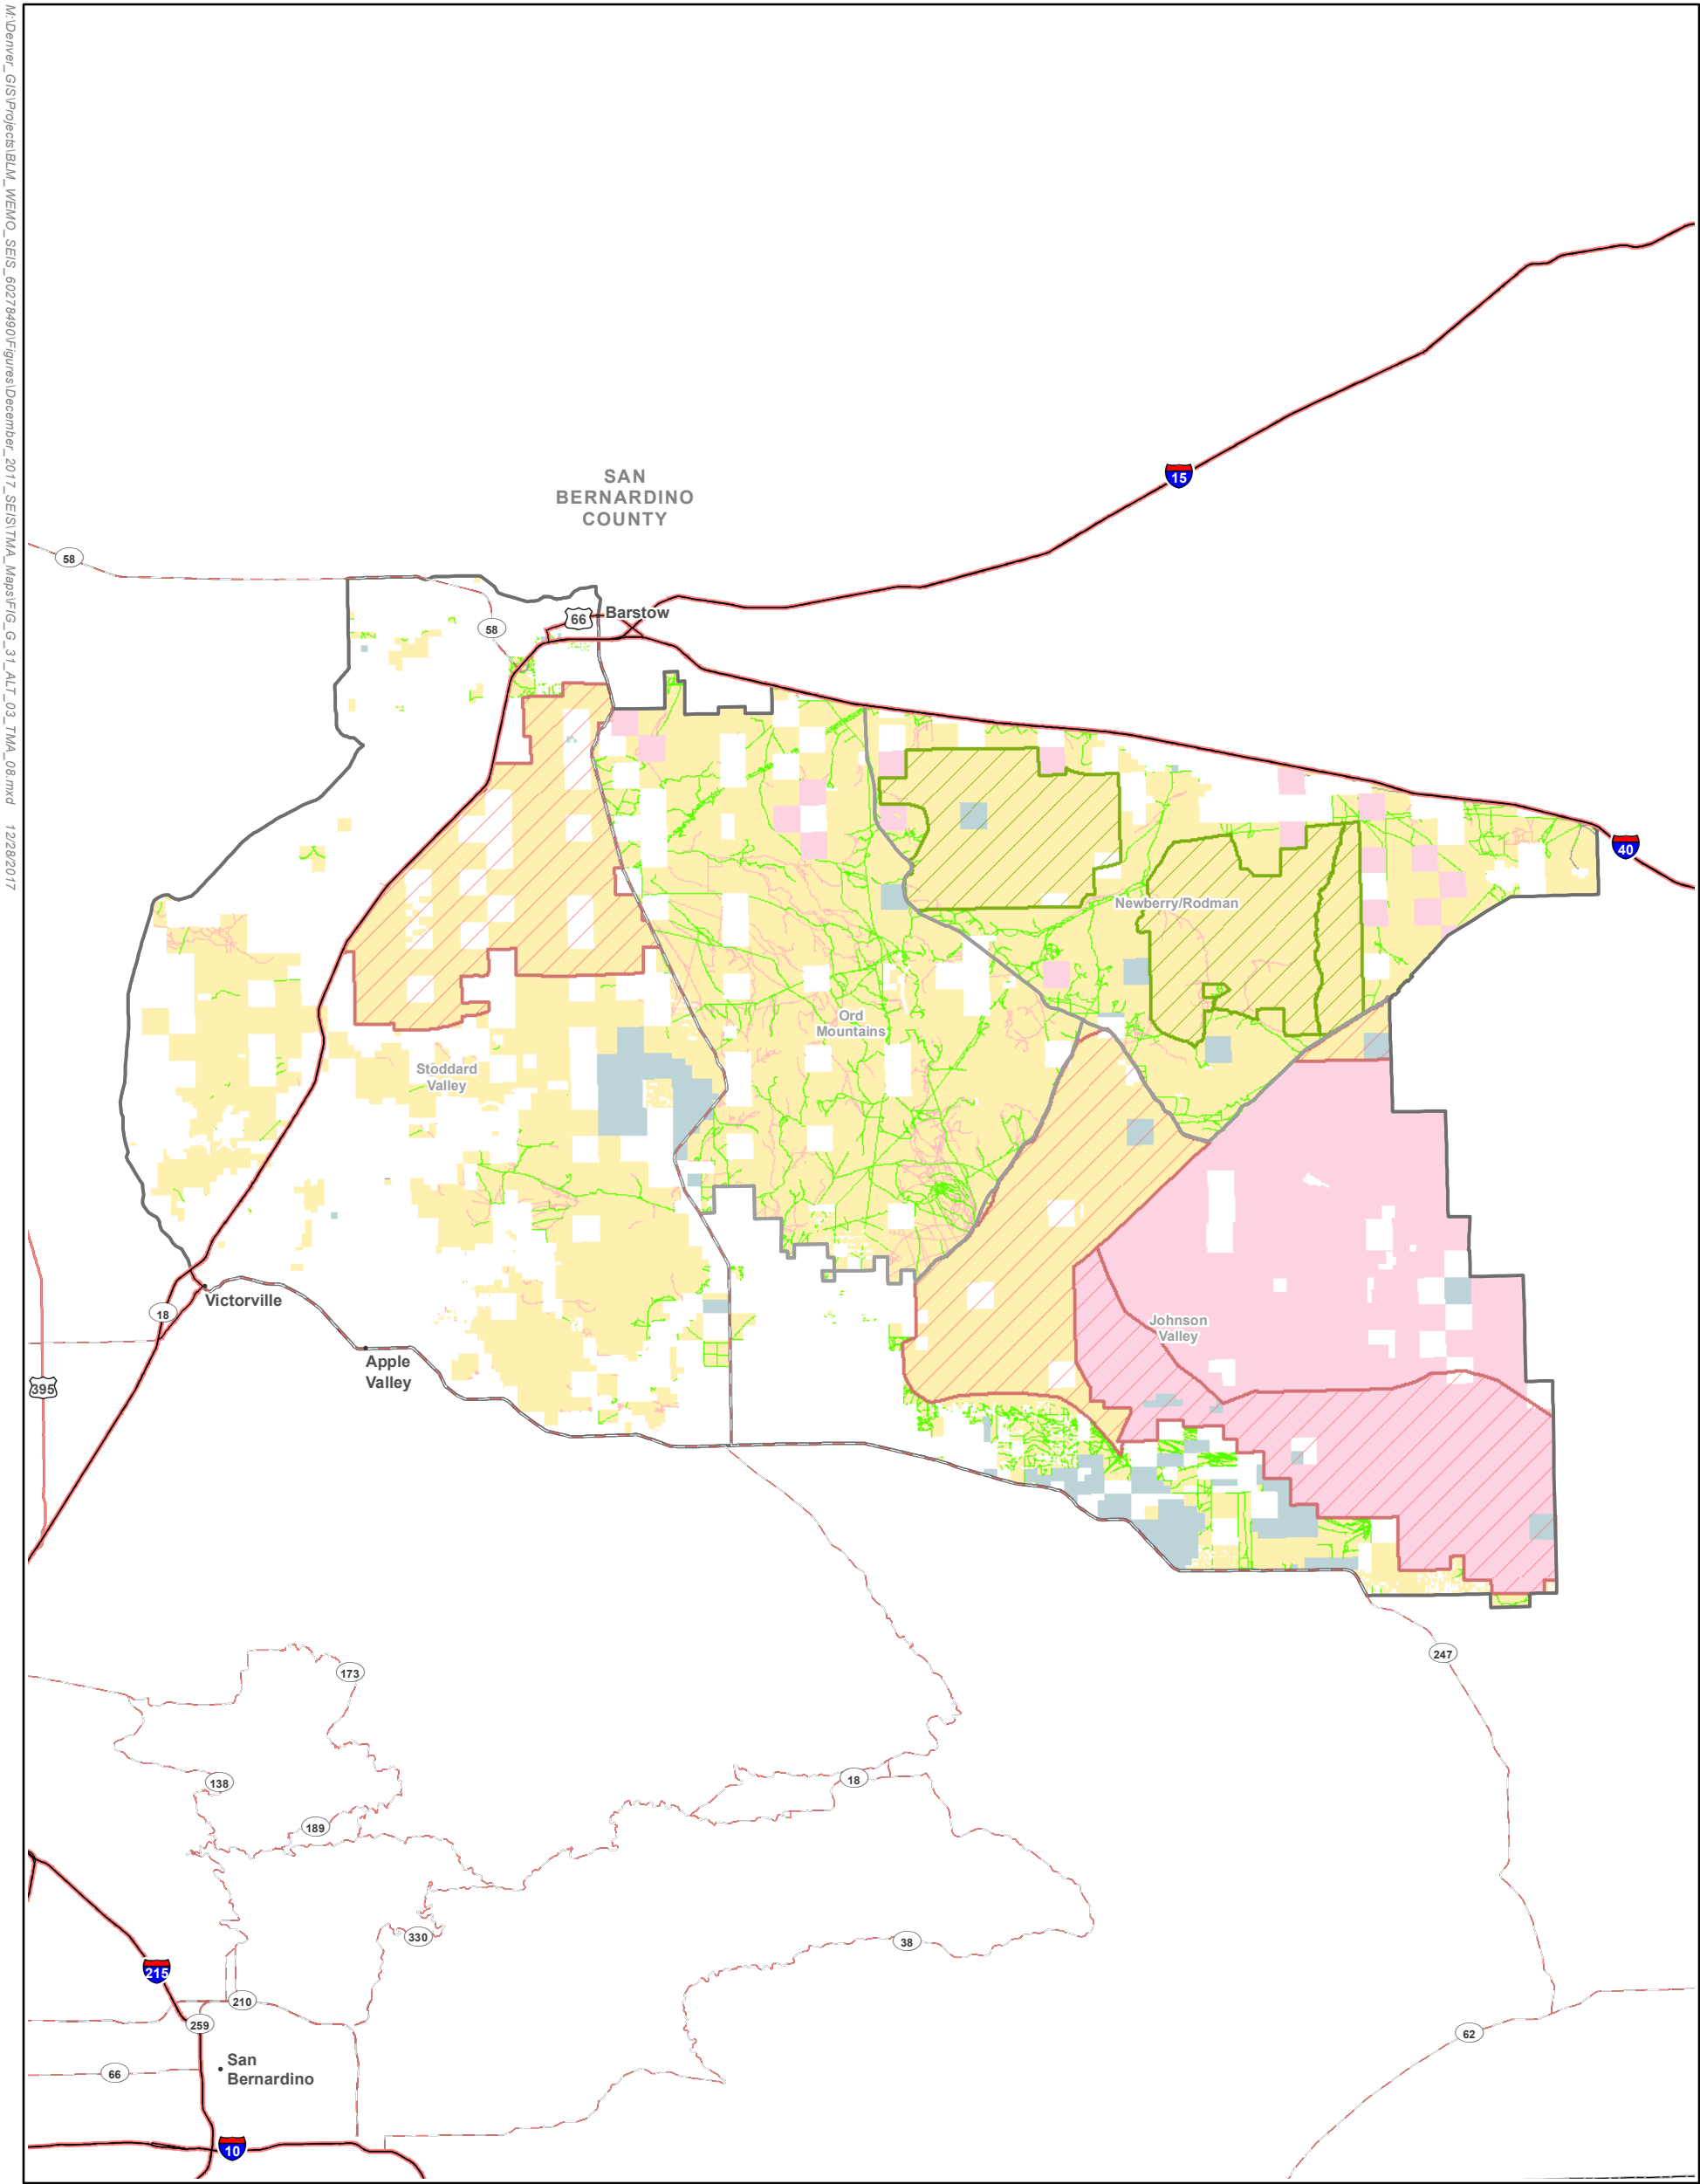 M:\Denver_GIS\Projects\BLM_WEMO_SEIS_60278490\Figures\December_2017_SEIS\TMA_Maps\FIG_G_31_ALT_03_TMA_08.mxd 12/28/2017
15
SAN
BERNARDINO
COUNTY
58
66
Barstow
58
40
Newberry/Rodman
Ord
Mountains
Stoddard
Valley
Victorville
18
Johnson
Valley
Apple
Valley
395
247
173
138
18
189
330
38
215
210
259
62
66
San
Bernardino
10